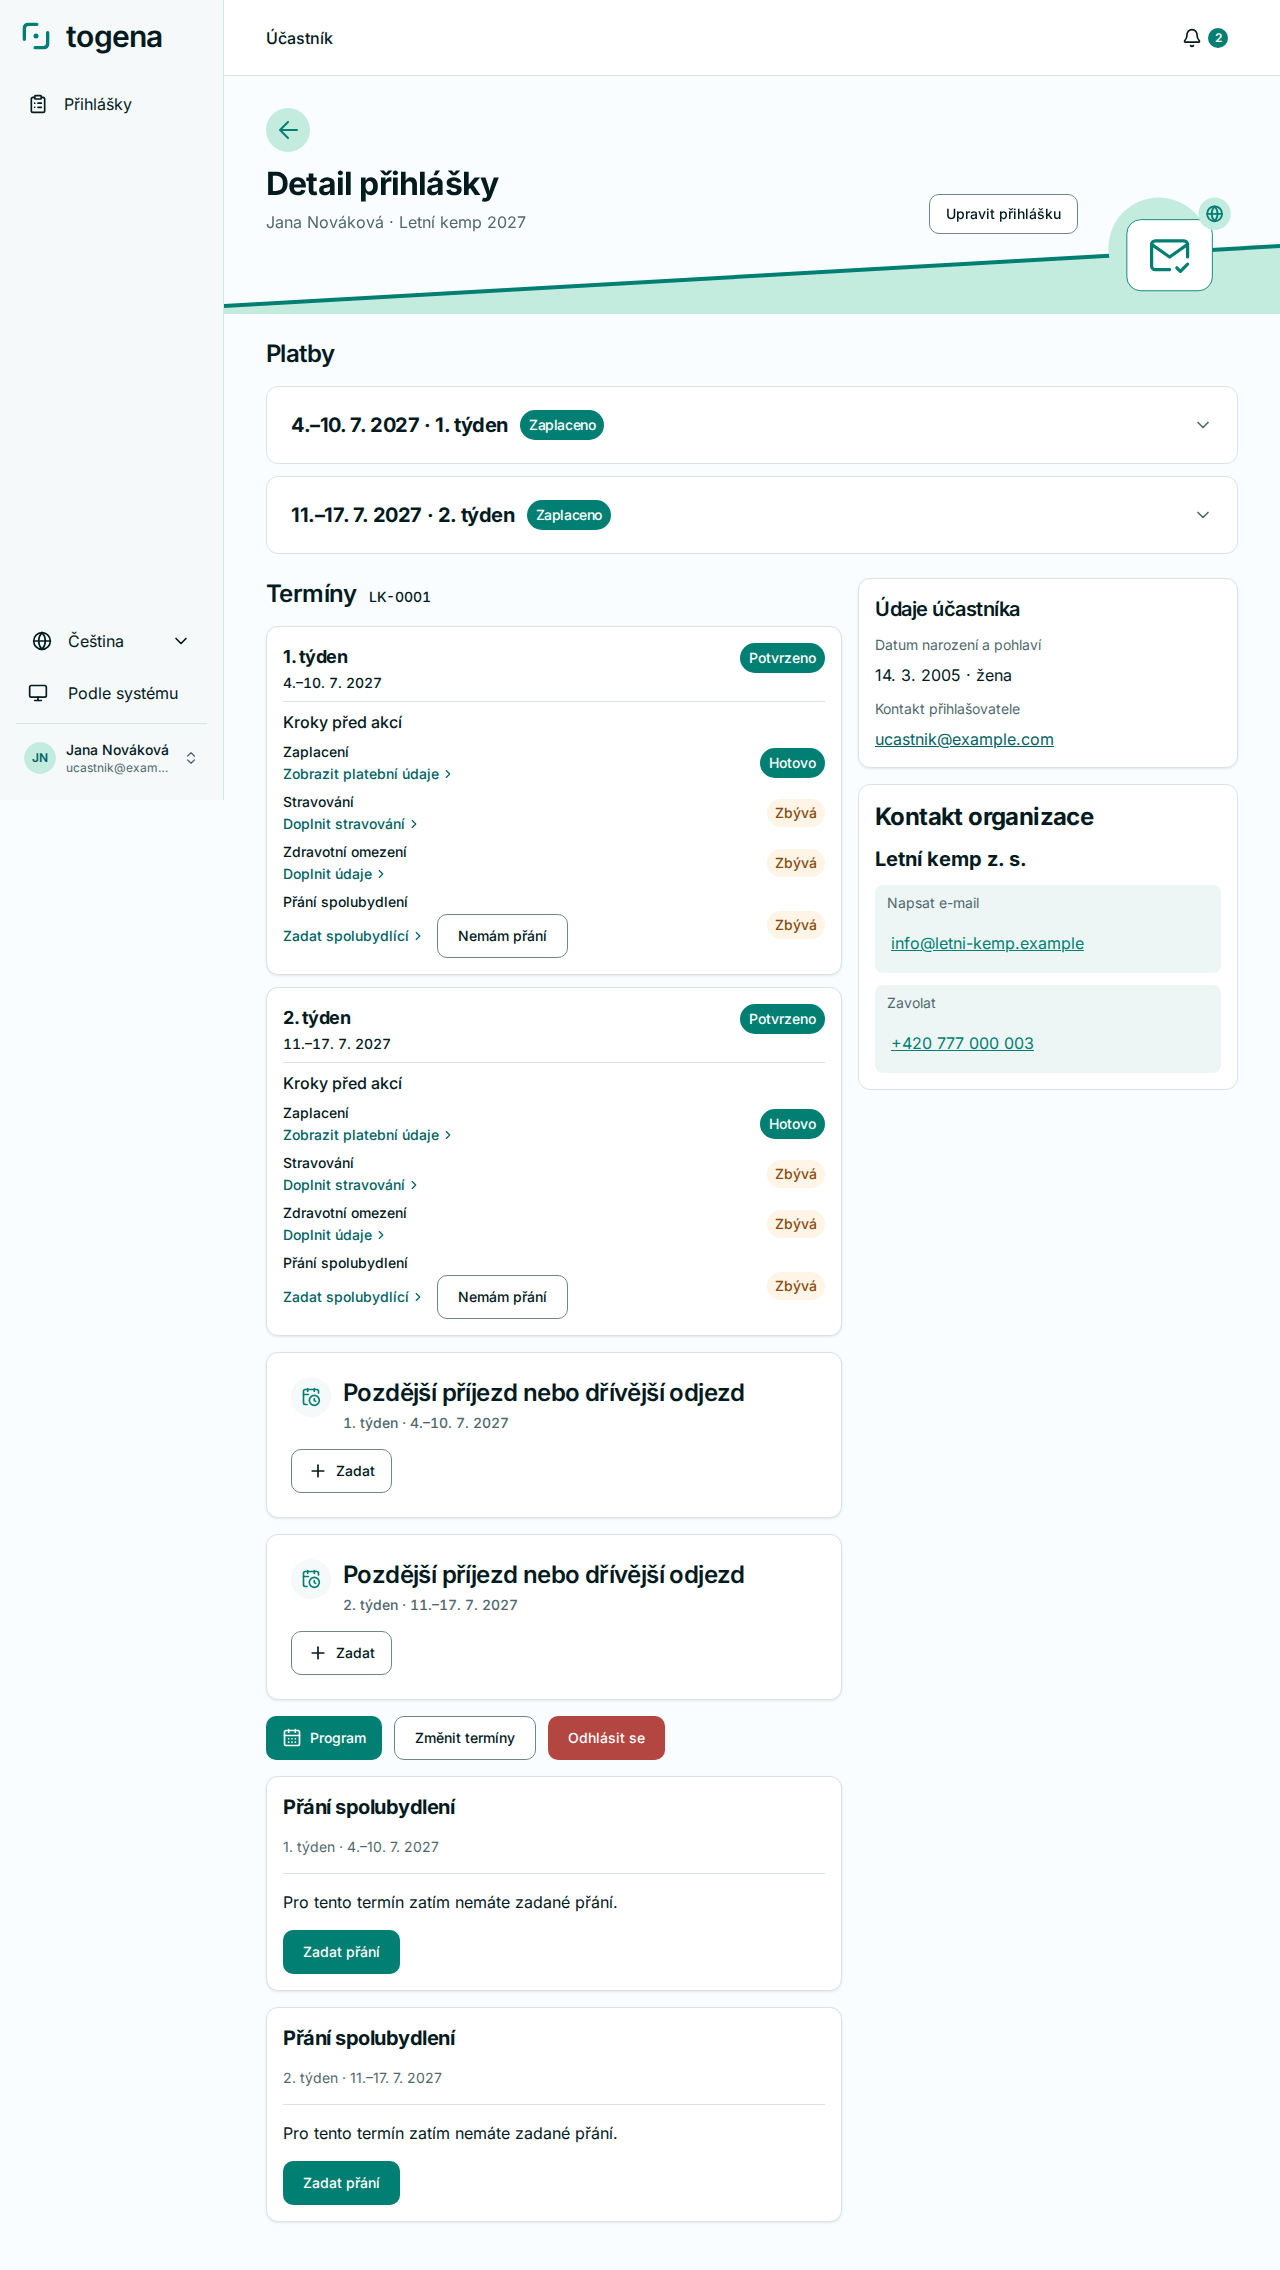 togena
Přihlášky
Čeština
Podle systému
JN
Jana Nováková
ucastnik@exam...
Účastník
2
Detail přihlášky
Jana Nováková · Letní kemp 2027
Upravit přihlášku
Platby
4.–10. 7. 2027 · 1. týden Zaplaceno
11.–17. 7. 2027 · 2. týden Zaplaceno
Termíny LK-0001
1. týden
Potvrzeno
4.–10. 7. 2027
Kroky před akcí
Zaplacení
Zobrazit platební údaje
Hotovo
Stravování
Doplnit stravování
Zbývá
Zdravotní omezení
Doplnit údaje
Zbývá
Přání spolubydlení
Zadat spolubydlící
Nemám přání
Zbývá
2. týden
Potvrzeno
11.–17. 7. 2027
Kroky před akcí
Zaplacení
Zobrazit platební údaje
Hotovo
Stravování
Doplnit stravování
Zbývá
Zdravotní omezení
Doplnit údaje
Zbývá
Přání spolubydlení
Zadat spolubydlící
Nemám přání
Zbývá
Pozdější příjezd nebo dřívější odjezd
1. týden · 4.–10. 7. 2027
Zadat
Pozdější příjezd nebo dřívější odjezd
2. týden · 11.–17. 7. 2027
Zadat
Program
Změnit termíny
Odhlásit se
Přání spolubydlení
1. týden · 4.–10. 7. 2027
Pro tento termín zatím nemáte zadané přání.
Zadat přání
Přání spolubydlení
2. týden · 11.–17. 7. 2027
Pro tento termín zatím nemáte zadané přání.
Zadat přání
Údaje účastníka
Datum narození a pohlaví
14. 3. 2005 · žena
Kontakt přihlašovatele
ucastnik@example.com
Kontakt organizace
Letní kemp z. s.
Napsat e-mail
info@letni-kemp.example
Zavolat
+420 777 000 003